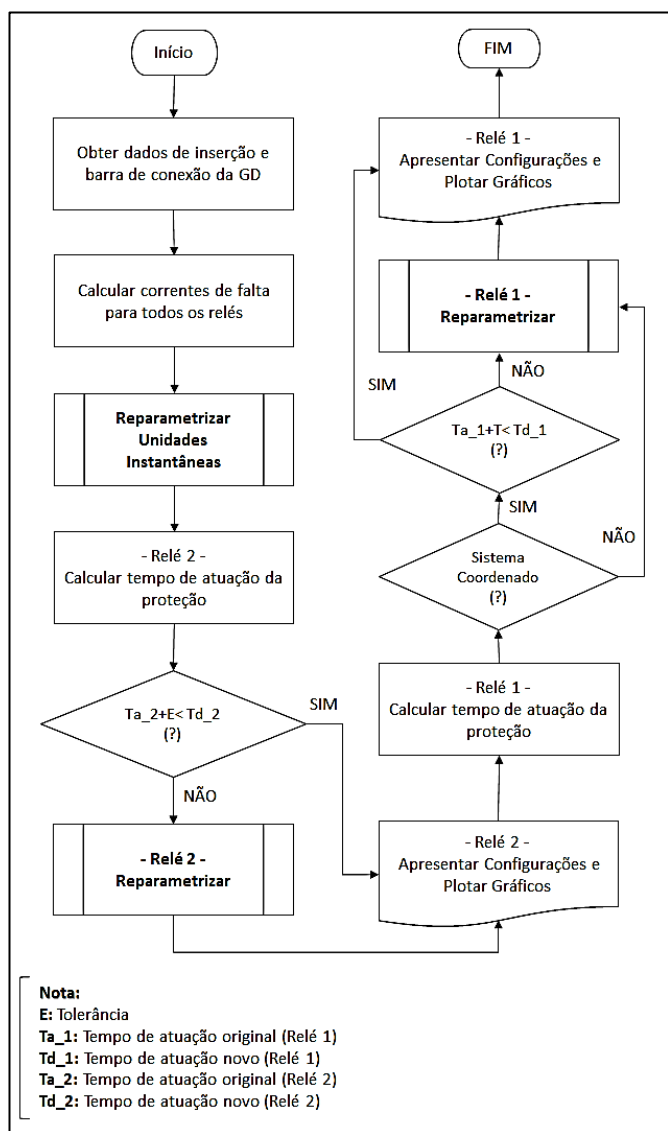 Início
Obter dados de inserção e
barra de conexão da GD
Calcular correntes de falta
para todos os relés
Reparametrizar
Unidades
Instantâneas
- Relé 2 -
Calcular tempo de atuação da
proteção
Ta_2+E< Td_2
(?)
SIM
NÃO
- Relé 2 -
Reparametrizar
- Relé 2 -
Apresentar Configurações e
Plotar Gráficos
- Relé 1 -
Calcular tempo de atuação da
proteção
Sistema
Coordenado
(?)
NÃO
SIM
Ta_1+T< Td_1
(?)
SIM
NÃO
- Relé 1 -
Reparametrizar
- Relé 1 -
Apresentar Configurações e
Plotar Gráficos
FIM
Nota:
E: Tolerância
Ta_1: Tempo de atuação original (Relé 1)
Td_1: Tempo de atuação novo (Relé 1)
Ta_2: Tempo de atuação original (Relé 2)
Td_2: Tempo de atuação novo (Relé 2)